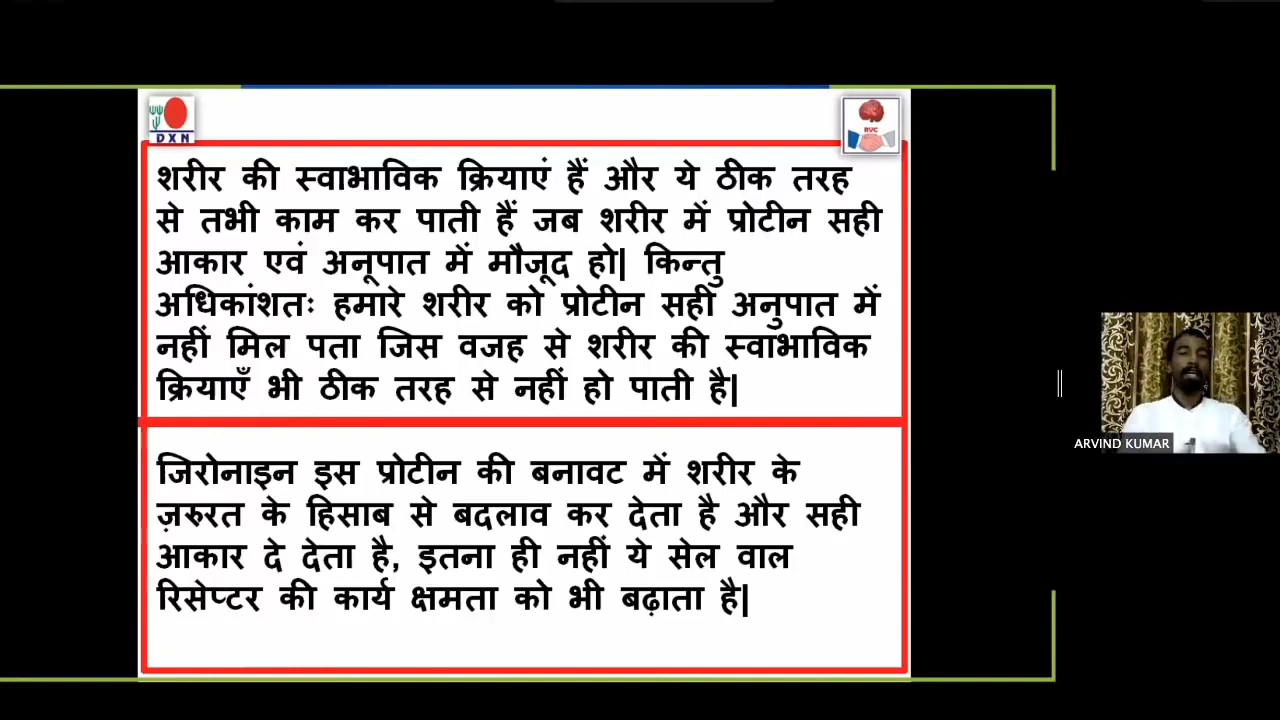 DXN
RVC
शरीर की स्वाभाविक क्रियाएं हैं और ये ठीक तरह
से तभी काम कर पाती हैं जब शरीर में प्रोटीन सही
आकार एवं अनूपात में मौजूद हो|  किन्तु
अधिकांशतः हमारे शरीर को प्रोटीन सही अनुपात में
नहीं मिल पता जिस वजह से शरीर की स्वाभाविक
क्रियाएँ भी ठीक तरह से नहीं हो पाती है|
जिरोनाइन इस प्रोटीन की बनावट में शरीर के
ज़रुरत के हिसाब से बदलाव कर देता है और सही
आकार दे देता है, इतना ही नहीं ये सेल वाल
रिसेप्टर की कार्य क्षमता को भी बढ़ाता है|
ARVIND KUMAR